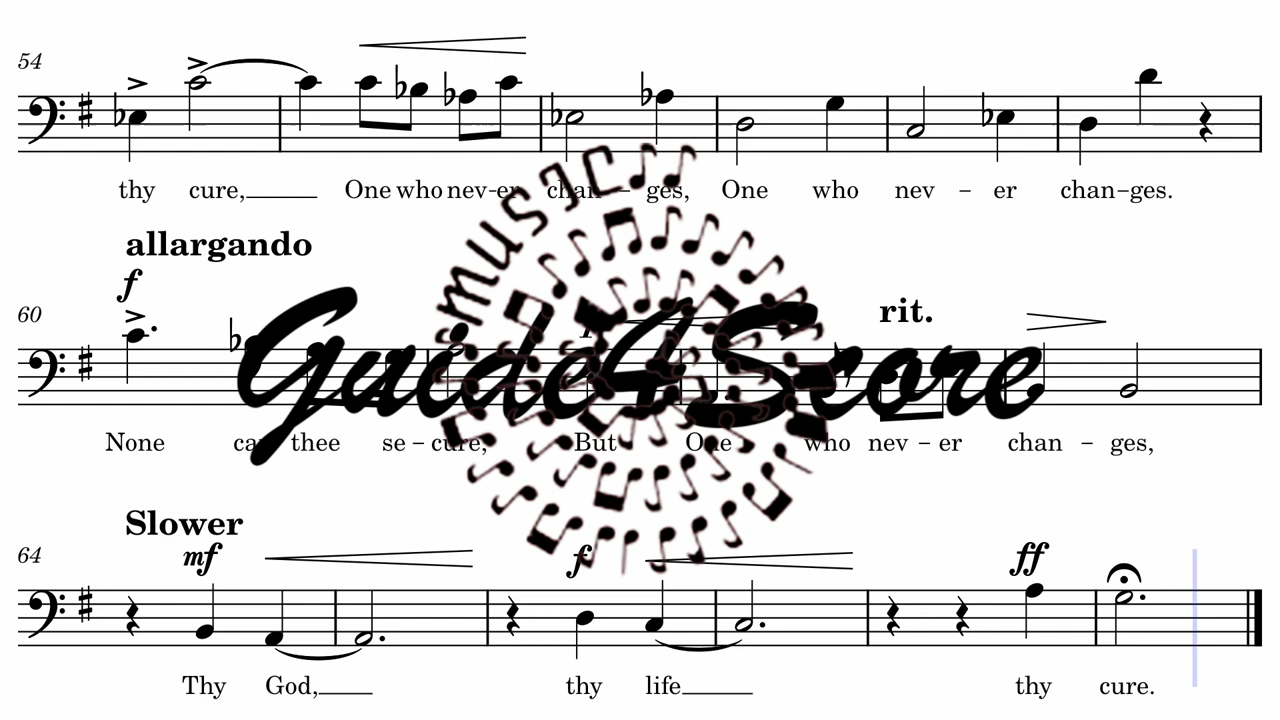 54
thy cure, One who nev-er chan - ges, One who nev - er chan-ges.
music
allargando
f
60
rit.
Guide4Score
None can thee se - cure, But One who nev - er chan - ges,
Slower
64
mf f ff
Thy God, thy life thy cure.